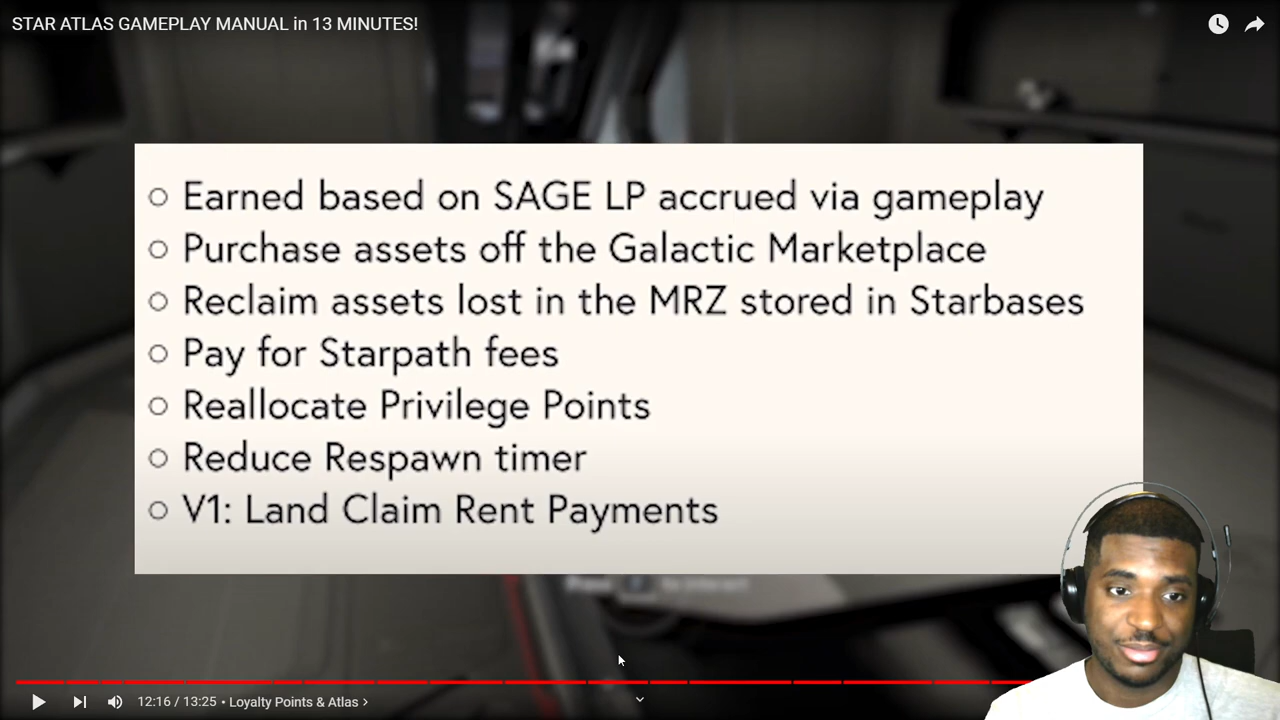 STAR ATLAS GAMEPLAY MANUAL in 13 MINUTES!
Earned based on SAGE LP accrued via gameplay
Purchase assets off the Galactic Marketplace
Reclaim assets lost in the MRZ stored in Starbases
Pay for Starpath fees
Reallocate Privilege Points
Reduce Respawn timer
V1: Land Claim Rent Payments
12:16 / 13:25 • Loyalty Points & Atlas